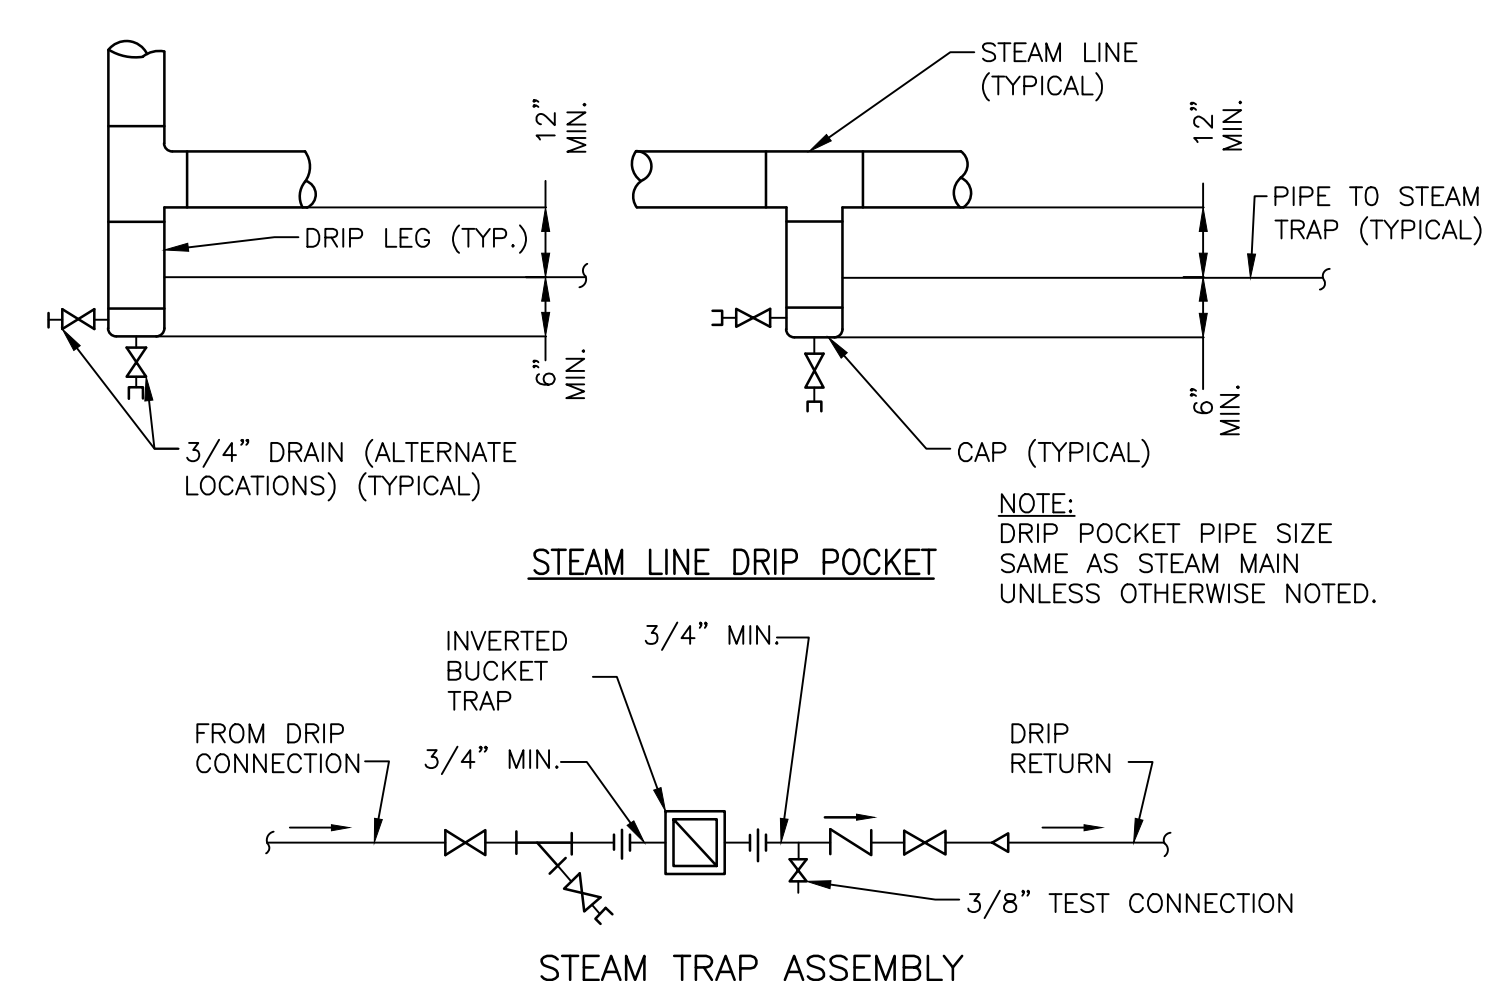 STEAM LINE
(TYPICAL)
12”
MIN.
12”
MIN.
PIPE TO STEAM
TRAP (TYPICAL)
DRIP LEG (TYP.)
6”
MIN.
6”
MIN.
3/4” DRAIN (ALTERNATE
LOCATIONS) (TYPICAL)
CAP (TYPICAL)
NOTE:
DRIP POCKET PIPE SIZE
SAME AS STEAM MAIN
UNLESS OTHERWISE NOTED.
STEAM LINE DRIP POCKET
INVERTED
BUCKET
TRAP
3/4” MIN.
FROM DRIP
CONNECTION
3/4” MIN.
DRIP
RETURN
3/8” TEST CONNECTION
STEAM TRAP ASSEMBLY